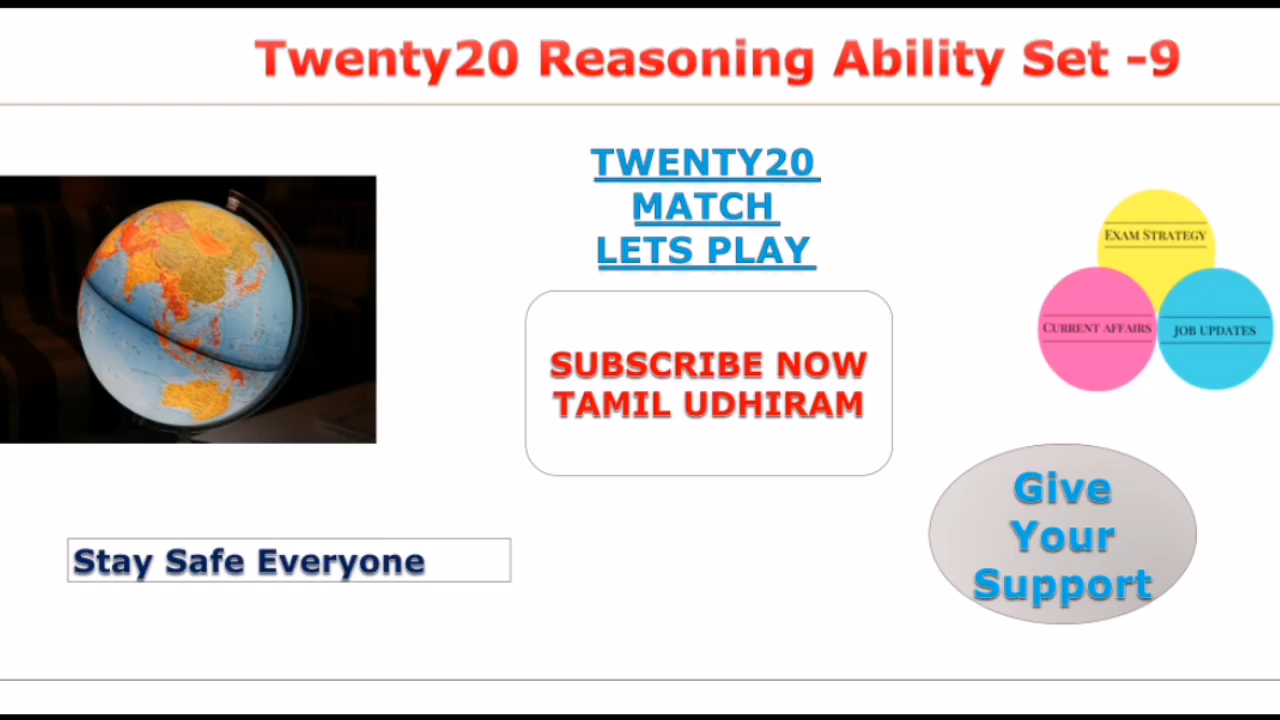 Twenty20 Reasoning Ability Set -9
TWENTY20
MATCH
LETS PLAY
SUBSCRIBE NOW
TAMIL UDHIRAM
EXAM STRATEGY
CURRENT AFFAIRS
JOB UPDATES
Give
Your
Support
Stay Safe Everyone